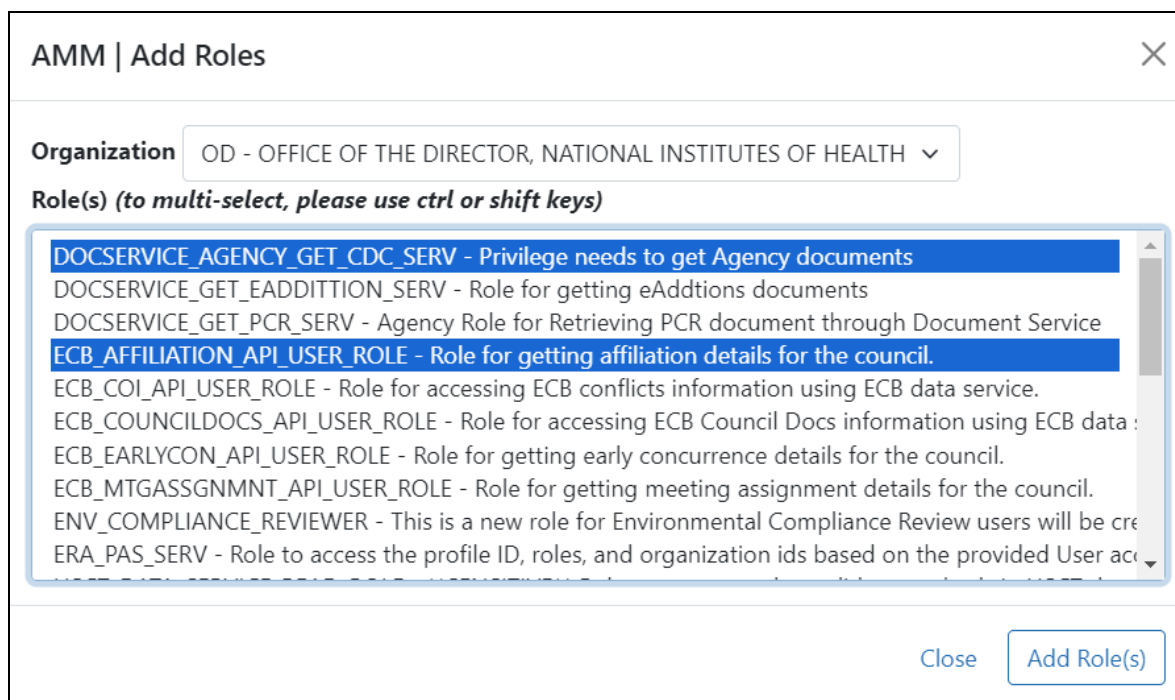 AMM | Add Roles
Organization OD - OFFICE OF THE DIRECTOR, NATIONAL INSTITUTES OF HEALTH
Role(s) (to multi-select, please use ctrl or shift keys)
DOCSERVICE_AGENCY_GET_CDC_SERV - Privilege needs to get Agency documents
DOCSERVICE_GET_EADDITTION_SERV - Role for getting eAddtions documents
DOCSERVICE_GET_PCR_SERV - Agency Role for Retrieving PCR document through Document Service
ECB_AFFILIATION_API_USER_ROLE - Role for getting affiliation details for the council.
ECB_COI_API_USER_ROLE - Role for accessing ECB conflicts information using ECB data service.
ECB_COUNCILDOCS_API_USER_ROLE - Role for accessing ECB Council Docs information using ECB data
ECB_EARLYCON_API_USER_ROLE - Role for getting early concurrence details for the council.
ECB_MTGASSGNMNT_API_USER_ROLE - Role for getting meeting assignment details for the council.
ENV_COMPLIANCE_REVIEWER - This is a new role for Environmental Compliance Review users will be cre
ERA_PAS_SERV - Role to access the profile ID, roles, and organization ids based on the provided User acc
Close Add Role(s)